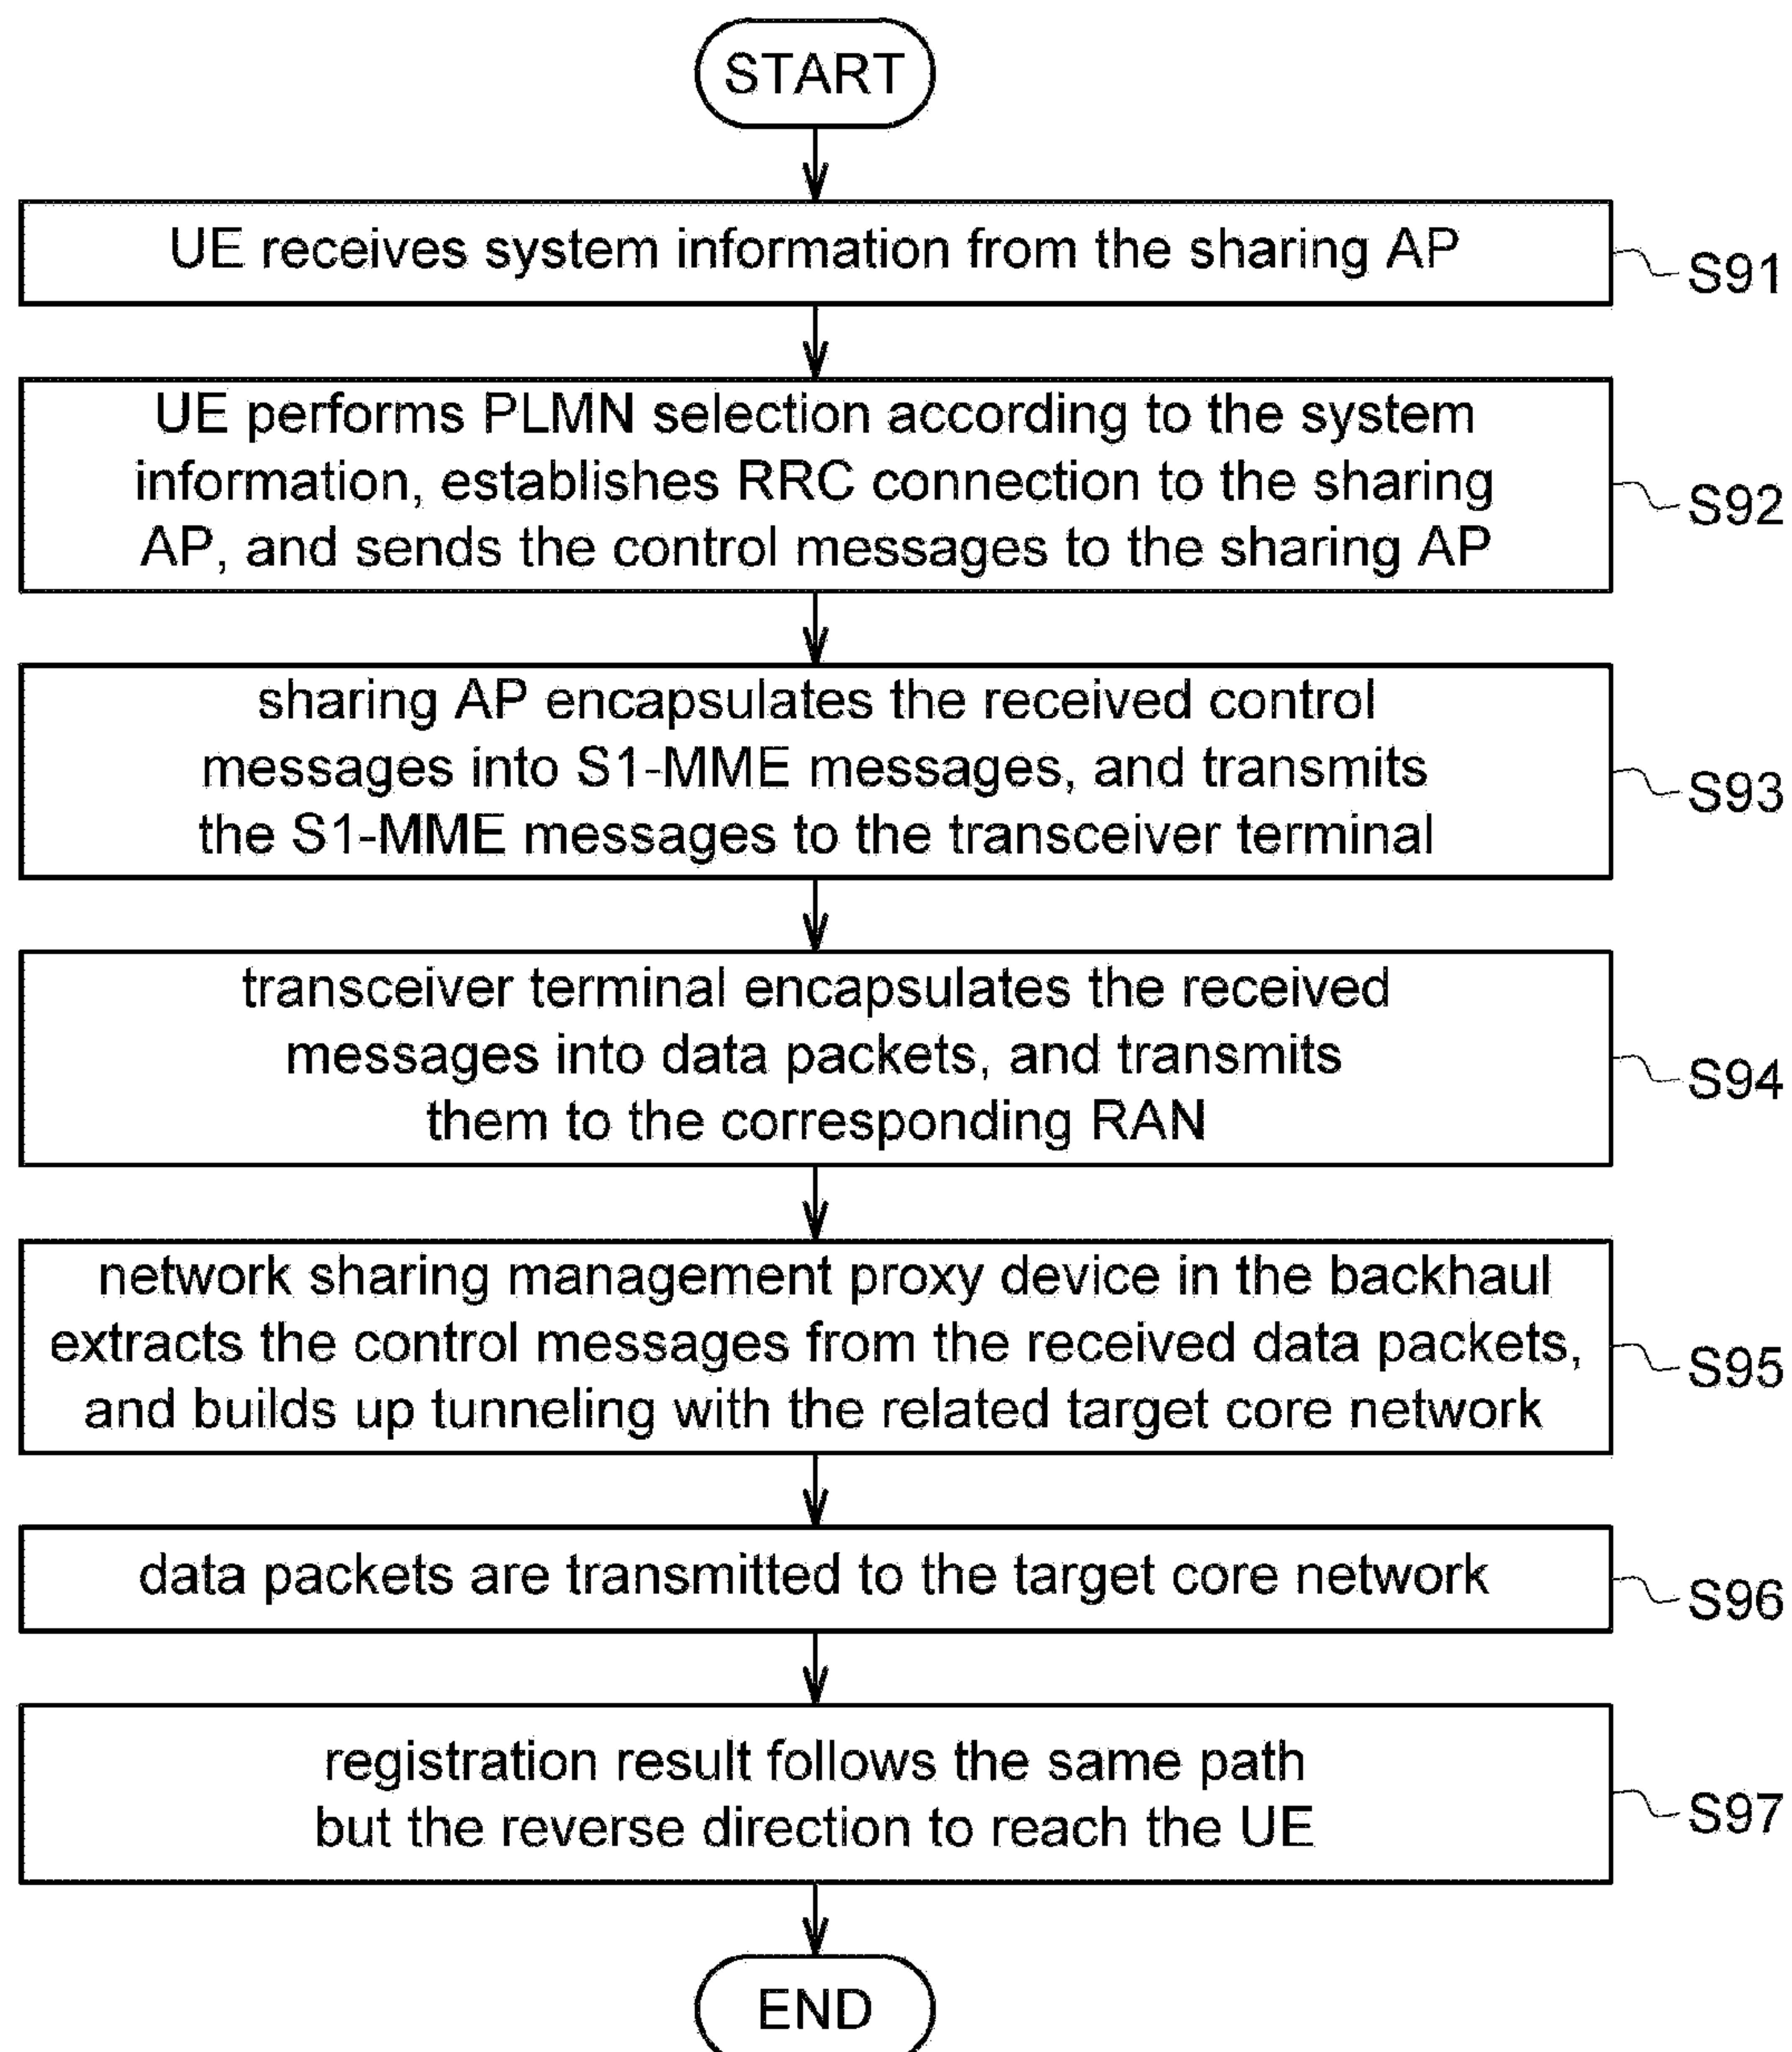 START
UE receives system information from the sharing AP
S91
UE performs PLMN selection according to the system
information, establishes RRC connection to the sharing
AP, and sends the control messages to the sharing AP
S92
sharing AP encapsulates the received control
messages into S1-MME messages, and transmits
the S1-MME messages to the transceiver terminal
S93
transceiver terminal encapsulates the received
messages into data packets, and transmits
them to the corresponding RAN
S94
network sharing management proxy device in the backhaul
extracts the control messages from the received data packets,
and builds up tunneling with the related target core network
S95
data packets are transmitted to the target core network
S96
registration result follows the same path
but the reverse direction to reach the UE
S97
END